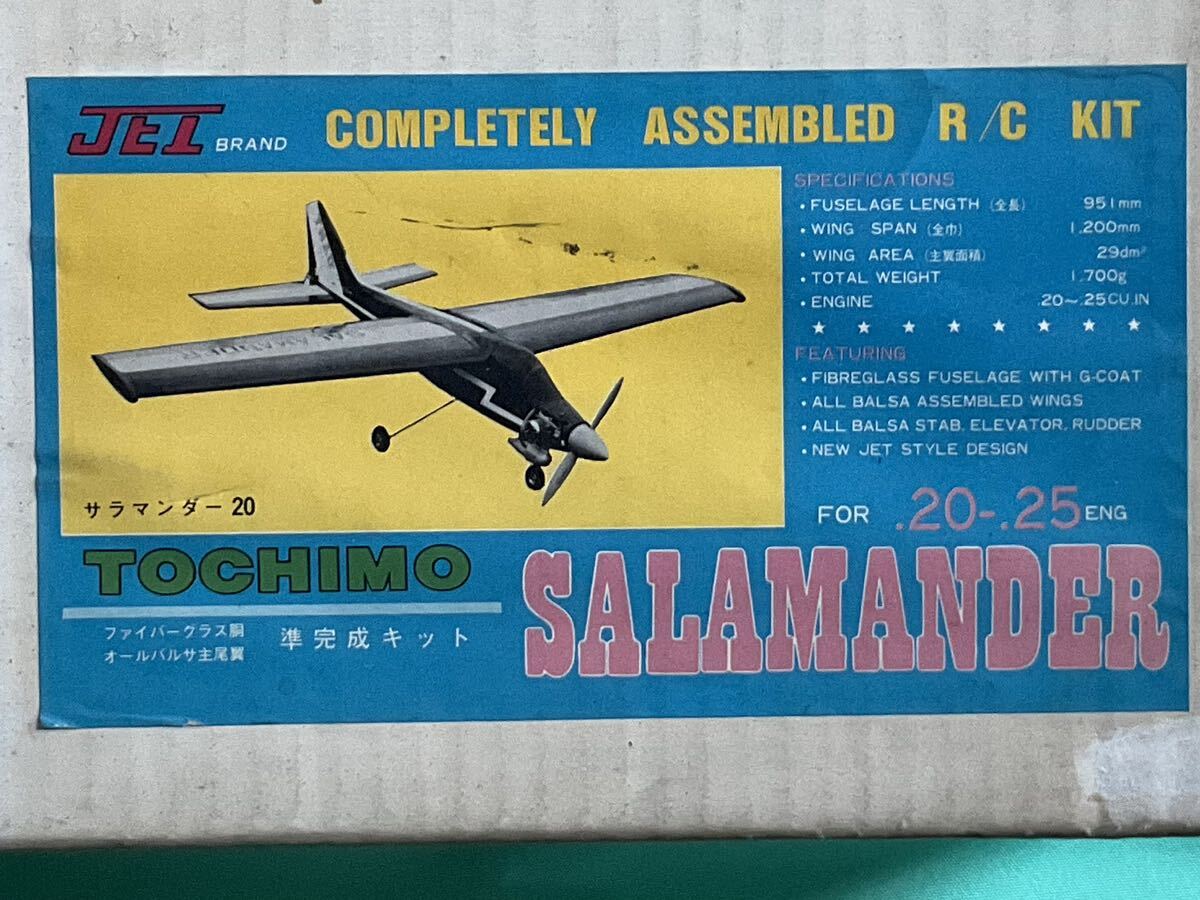 JET BRAND COMPLETELY ASSEMBLED R/C KIT
SPECIFICATIONS
• FUSELAGE LENGTH (全長) 951mm
• WING SPAN (全巾) 1.200mm
• WING AREA (主翼面積) 29dm²
• TOTAL WEIGHT 1.700g
• ENGINE .20~.25CU.IN
★ ★ ★ ★ ★ ★ ★ ★
FEATURING
• FIBREGLASS FUSELAGE WITH G-COAT
• ALL BALSA ASSEMBLED WINGS
• ALL BALSA STAB. ELEVATOR. RUDDER
• NEW JET STYLE DESIGN
SALAMANDER
サラマンダー 20
FOR .20-.25 ENG
TOCHIMO
SALAMANDER
ファイバーグラス胴
オールバルサ主尾翼
準完成キット